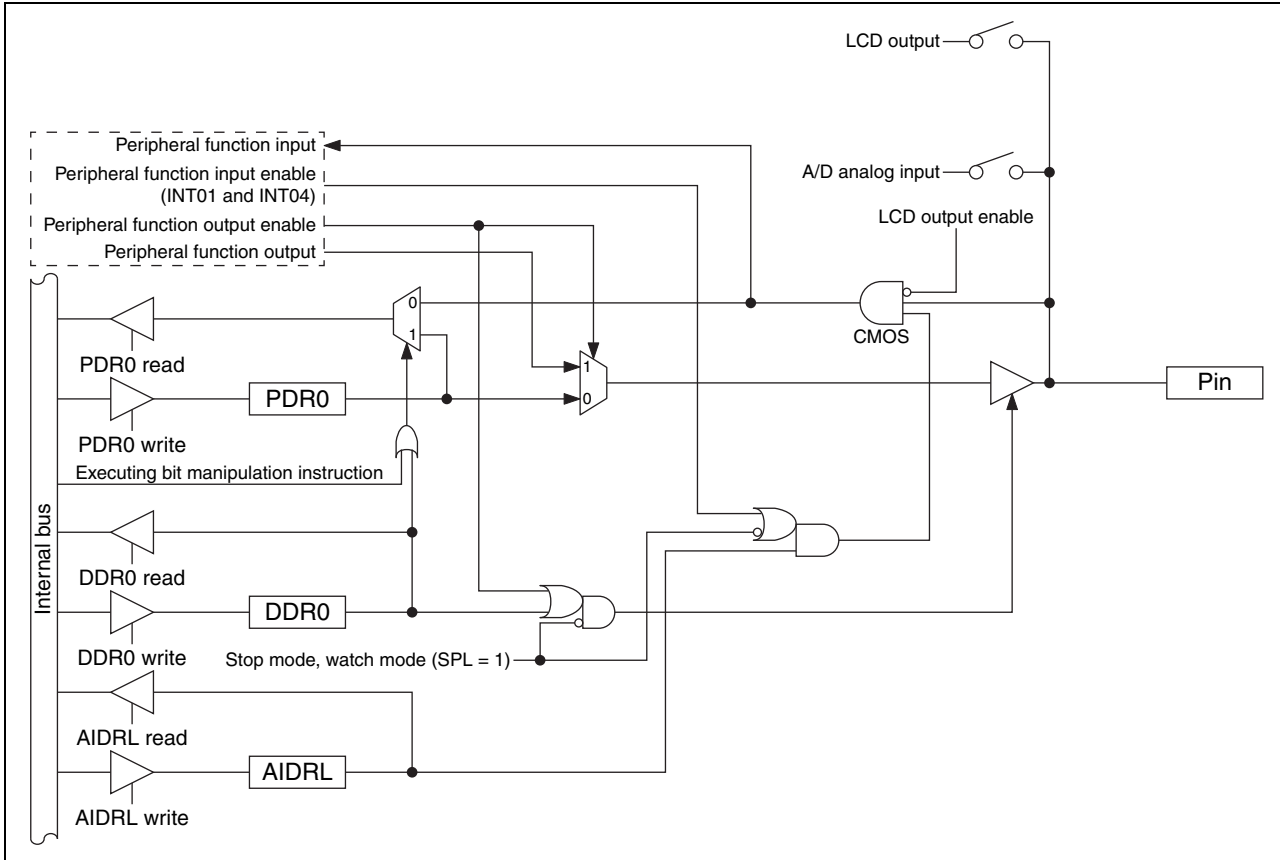 LCD output
Peripheral function input
Peripheral function input enable
(INT01 and INT04)
A/D analog input
LCD output enable
Peripheral function output enable
Peripheral function output
0
1
CMOS
PDR0 read
1
0
Pin
PDR0
PDR0 write
Executing bit manipulation instruction
Internal bus
DDR0 read
DDR0
DDR0 write
Stop mode, watch mode (SPL = 1)
AIDRL read
AIDRL
AIDRL write